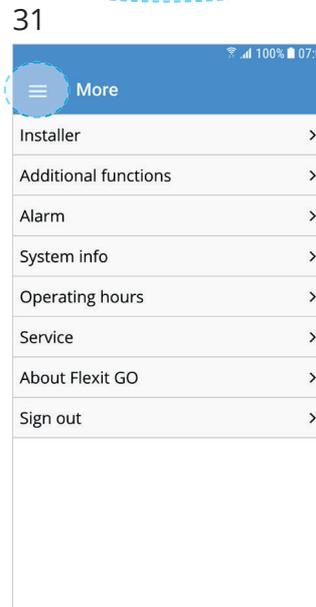 31
100% 07:
More
Installer
Additional functions
Alarm
System info
Operating hours
Service
About Flexit GO
Sign out